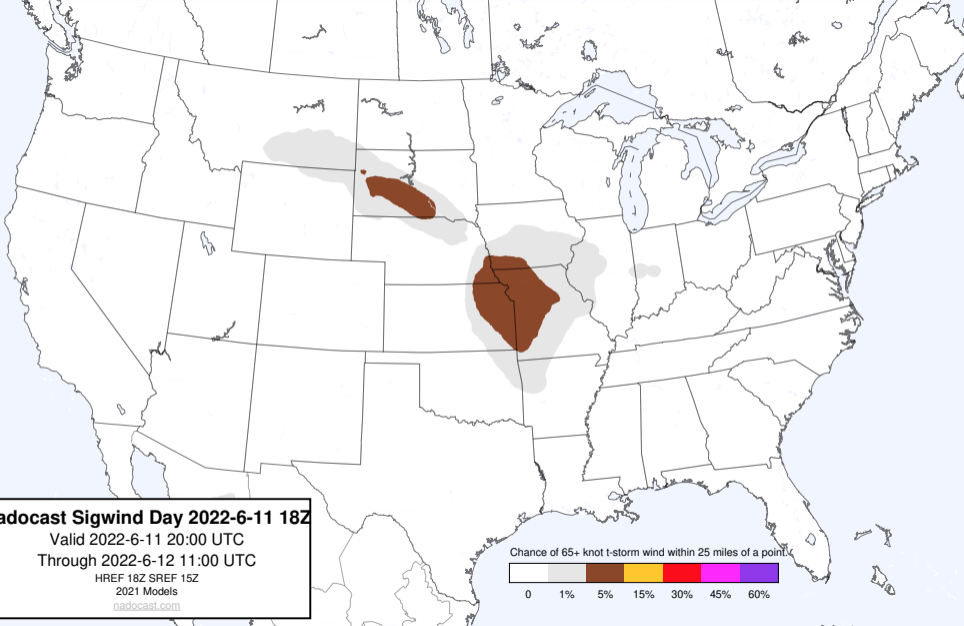 adocast Sigwind Day 2022-6-11 18Z
Valid 2022-6-11 20:00 UTC
Through 2022-6-12 11:00 UTC
HREF 18Z SREF 15Z
2021 Models
nadocast.com
Chance of 65+ knot t-storm wind within 25 miles of a point.
0 1% 5% 15% 30% 45% 60%